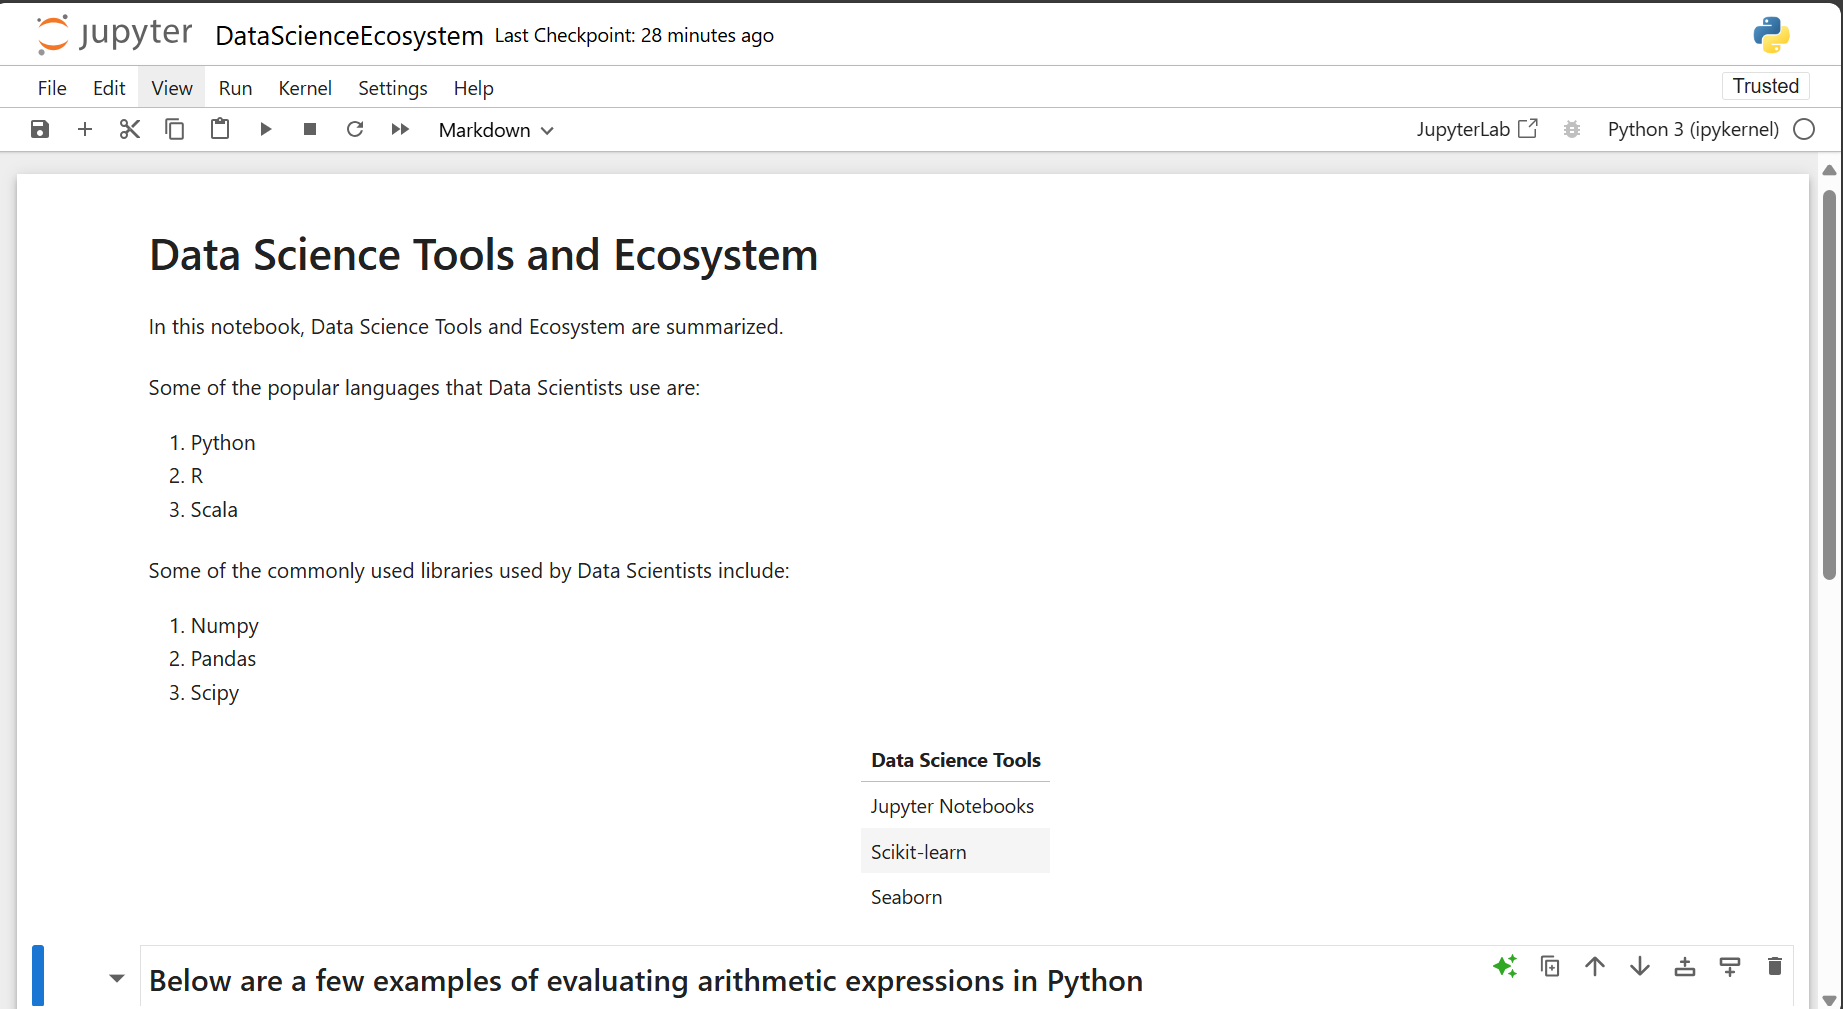 jupyter DataScienceEcosystem Last Checkpoint: 28 minutes ago
File Edit View Run Kernel Settings Help Trusted
Markdown JupyterLab Python 3 (ipykernel)
Data Science Tools and Ecosystem
In this notebook, Data Science Tools and Ecosystem are summarized.
Some of the popular languages that Data Scientists use are:
1. Python
2. R
3. Scala
Some of the commonly used libraries used by Data Scientists include:
1. Numpy
2. Pandas
3. Scipy
Data Science Tools
Jupyter Notebooks
Scikit-learn
Seaborn
Below are a few examples of evaluating arithmetic expressions in Python